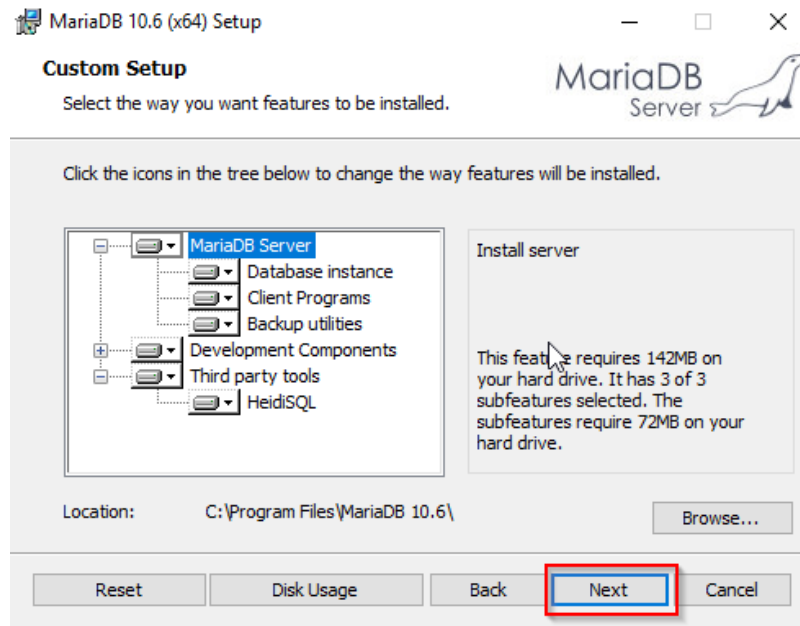 MariaDB 10.6 (x64) Setup
Custom Setup
Select the way you want features to be installed.
MariaDB
Server
Click the icons in the tree below to change the way features will be installed.
MariaDB Server
Database instance
Client Programs
Backup utilities
Development Components
Third party tools
HeidiSQL
Install server
This feature requires 142MB on
your hard drive. It has 3 of 3
subfeatures selected. The
subfeatures require 72MB on your
hard drive.
Location: C:\Program Files\MariaDB 10.6\
Browse...
Reset Disk Usage Back Next Cancel